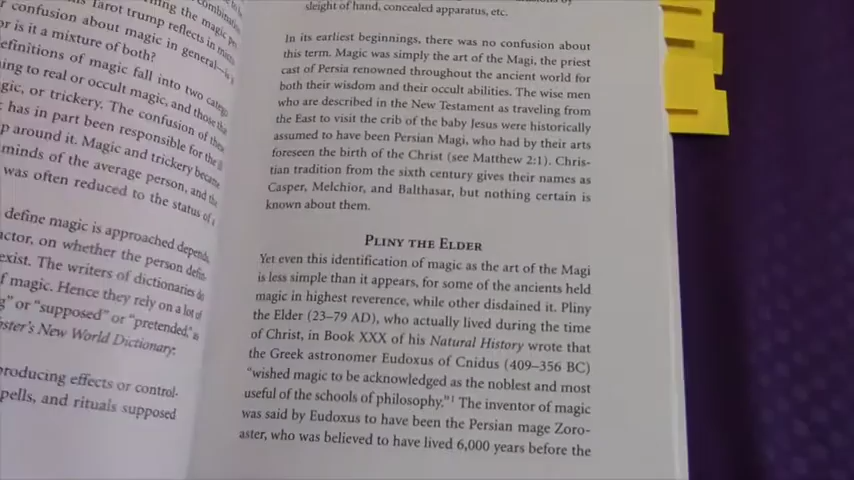 this Tarot trump reflects in
confusion about magic in general—is
or is it a mixture of both?
efinitions of magic fall into two
ing to real or occult magic, and those
gic, or trickery. The confusion of these
has in part been responsible for the
p around it. Magic and trickery became
minds of the average person, and the
was often reduced to the status of
define magic is approached depends
actor, on whether the person
exist. The writers of dictionaries do
f magic. Hence they rely on a lot of
" or "supposed" or "pretended,"
ster's New World Dictionary:
roducing effects or control-
pells, and rituals supposed
sleight of hand, concealed apparatus, etc.
In its earliest beginnings, there was no confusion about
this term. Magic was simply the art of the Magi, the priest
cast of Persia renowned throughout the ancient world for
both their wisdom and their occult abilities. The wise men
who are described in the New Testament as traveling from
the East to visit the crib of the baby Jesus were historically
assumed to have been Persian Magi, who had by their arts
foreseen the birth of the Christ (see Matthew 2:1). Chris-
tian tradition from the sixth century gives their names as
Casper, Melchior, and Balthasar, but nothing certain is
known about them.
PLINY THE ELDER
Yet even this identification of magic as the art of the Magi
is less simple than it appears, for some of the ancients held
magic in highest reverence, while other disdained it. Pliny
the Elder (23–79 AD), who actually lived during the time
of Christ, in Book XXX of his Natural History wrote that
the Greek astronomer Eudoxus of Cnidus (409–356 BC)
"wished magic to be acknowledged as the noblest and most
useful of the schools of philosophy."1 The inventor of magic
was said by Eudoxus to have been the Persian mage Zoro-
aster, who was believed to have lived 6,000 years before the